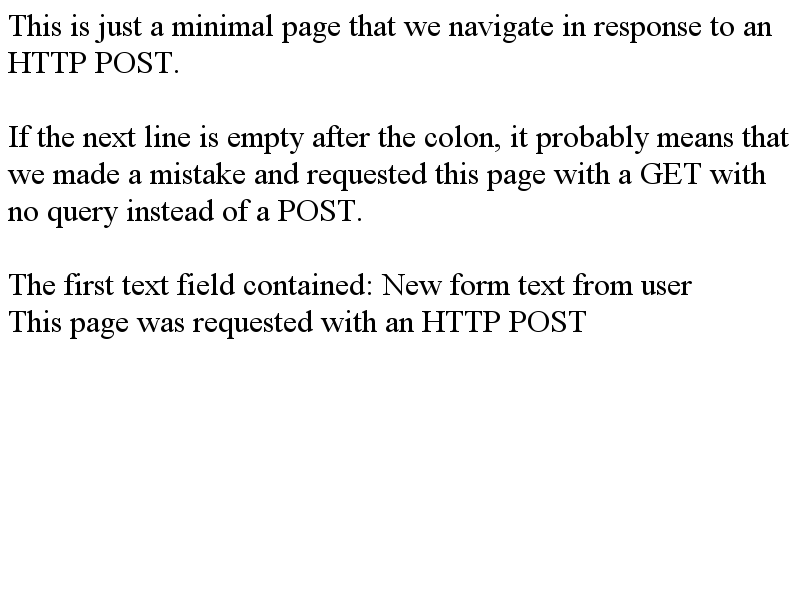 This is just a minimal page that we navigate in response to an
HTTP POST.
If the next line is empty after the colon, it probably means that
we made a mistake and requested this page with a GET with
no query instead of a POST.
The first text field contained: New form text from user
This page was requested with an HTTP POST